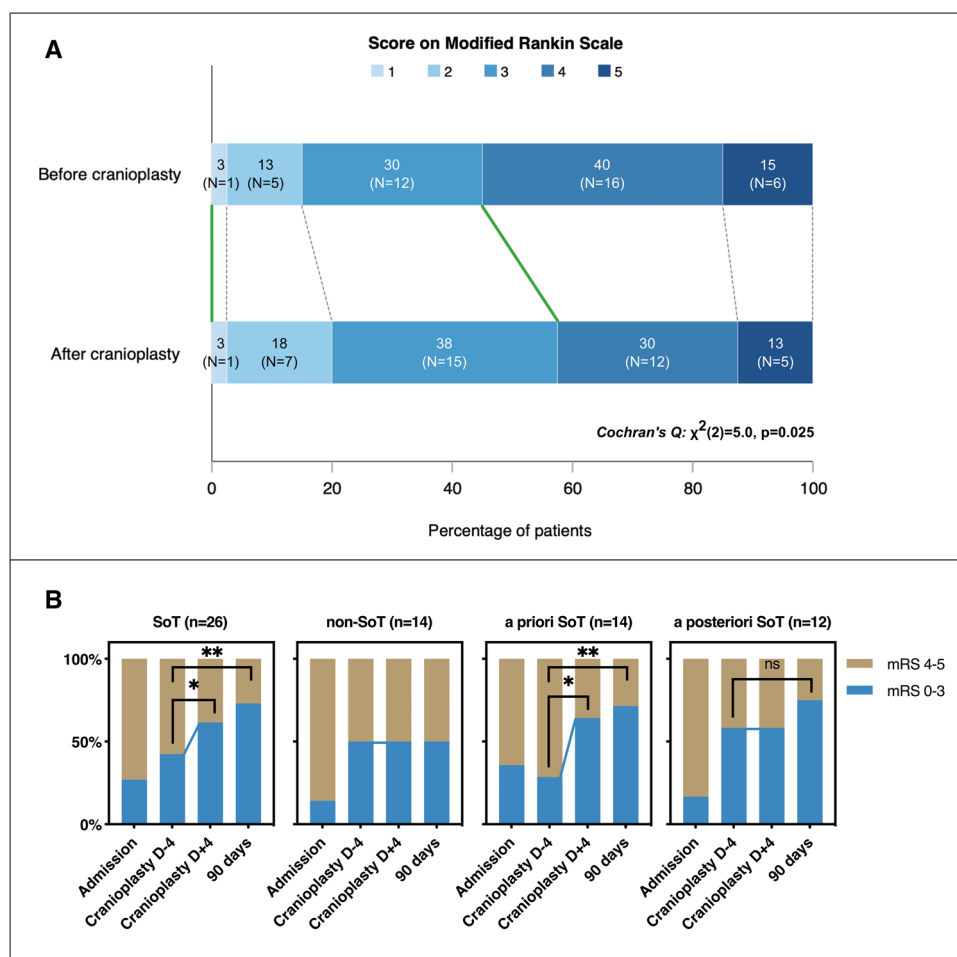 A
Score on Modified Rankin Scale
1 2 3 4 5
Before cranioplasty
3 13 30 40 15
(N=1) (N=5) (N=12) (N=16) (N=6)
After cranioplasty
3 18 38 30 13
(N=1) (N=7) (N=15) (N=12) (N=5)
Cochran's Q: χ²(2)=5.0, p=0.025
0 20 40 60 80 100
Percentage of patients
B
SoT (n=26) non-SoT (n=14) a priori SoT (n=14) a posteriori SoT (n=12)
100%
50%
0%
** * ** * ns
mRS 4-5
mRS 0-3
Admission Cranioplasty D-4 Cranioplasty D+4 90 days
Admission Cranioplasty D-4 Cranioplasty D+4 90 days
Admission Cranioplasty D-4 Cranioplasty D+4 90 days
Admission Cranioplasty D-4 Cranioplasty D+4 90 days